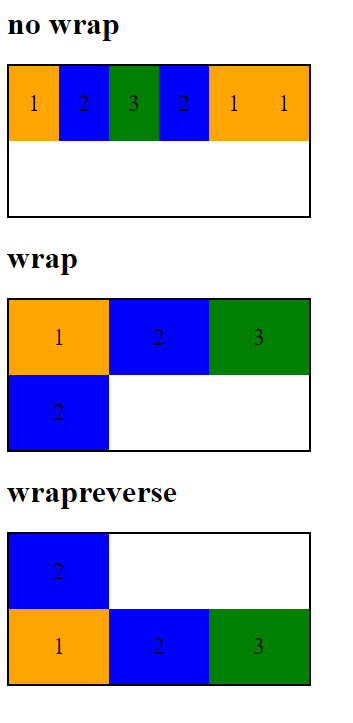 no wrap
1 2 3 2 1 1
wrap
1 2 3
2
wrapreverse
2
1 2 3